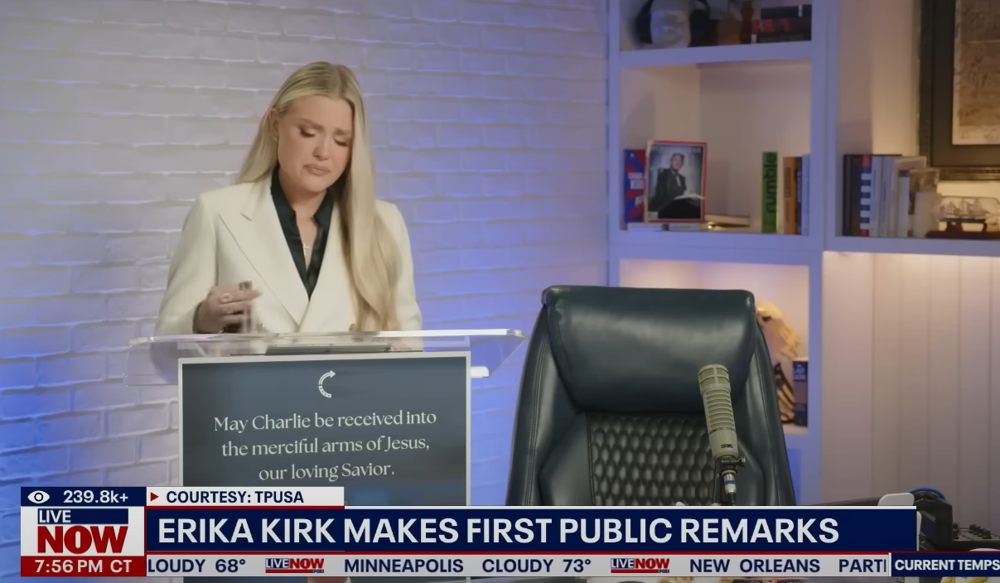 rumble
May Charlie be received into
the merciful arms of Jesus,
our loving Savior.
239.8k+
COURTESY: TPUSA
LIVE
NOW
ERIKA KIRK MAKES FIRST PUBLIC REMARKS
7:56 PM CT
LOUDY 68° LIVENOW MINNEAPOLIS CLOUDY 73° LIVENOW NEW ORLEANS PARTI
CURRENT TEMPS